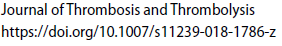 Journal of Thrombosis and Thrombolysis
https://doi.org/10.1007/s11239-018-1786-z